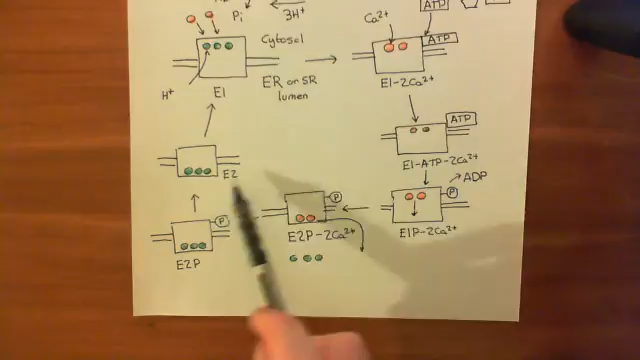 Pi
3H⁺
ATP
Ca²⁺
Cytosol
ATP
H⁺
E1
ER or SR
lumen
E1-2Ca²⁺
ATP
E1-ATP-2Ca²⁺
E2
ADP
P
P
P
E1P-2Ca²⁺
E2P-2Ca²⁺
E2P